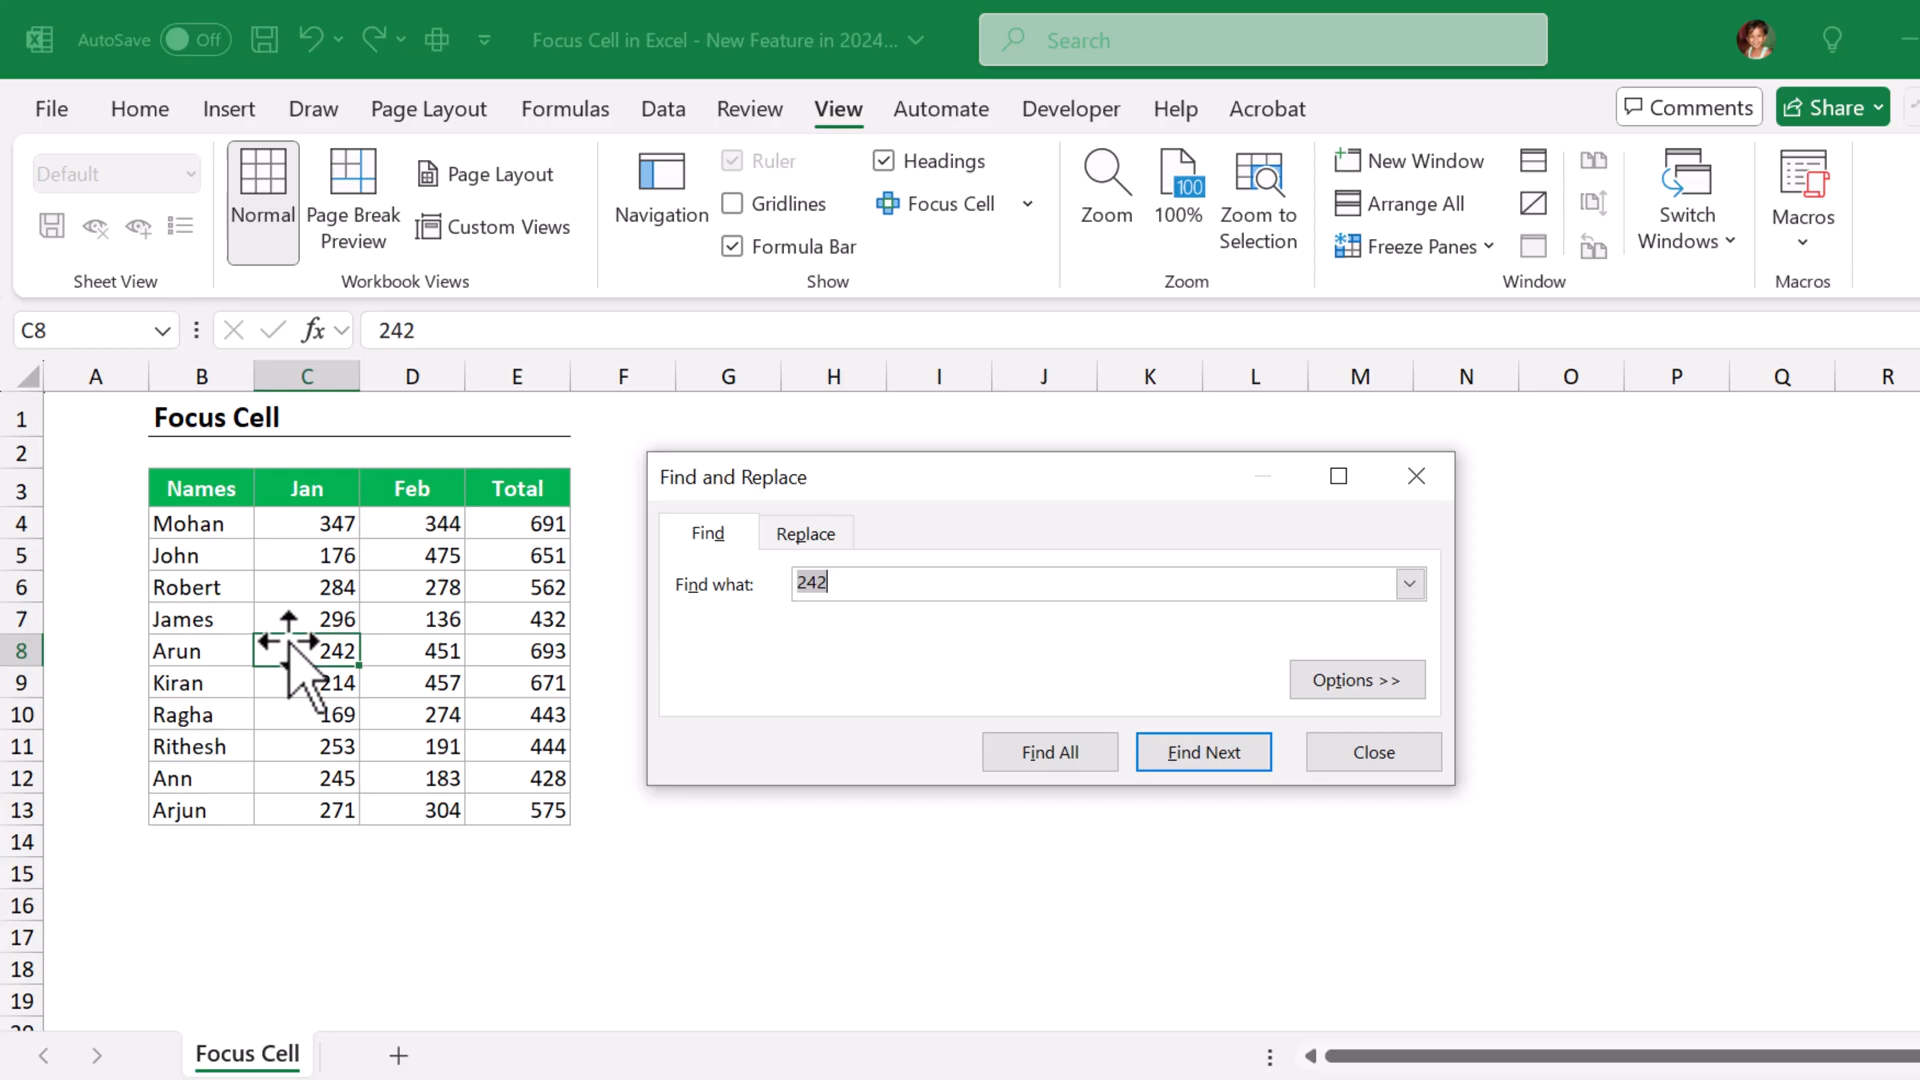 AutoSave Off Focus Cell in Excel - New Feature in 2024... Search
File Home Insert Draw Page Layout Formulas Data Review View Automate Developer Help Acrobat Comments Share
Default
Normal
Page Break Preview
Page Layout
Custom Views
Navigation
Ruler
Gridlines
Formula Bar
Headings
Focus Cell
Zoom
100
100%
Zoom to Selection
New Window
Arrange All
Freeze Panes
Switch Windows
Macros
Sheet View Workbook Views Show Zoom Window Macros
C8 fx 242
A B C D E F G H I J K L M N O P Q R
1 Focus Cell
2
3 Names Jan Feb Total
4 Mohan 347 344 691
5 John 176 475 651
6 Robert 284 278 562
7 James 296 136 432
8 Arun 242 451 693
9 Kiran 214 457 671
10 Ragha 169 274 443
11 Rithesh 253 191 444
12 Ann 245 183 428
13 Arjun 271 304 575
14
15
16
17
18
19
Find and Replace
Find Replace
Find what: 242
Options >>
Find All Find Next Close
Focus Cell